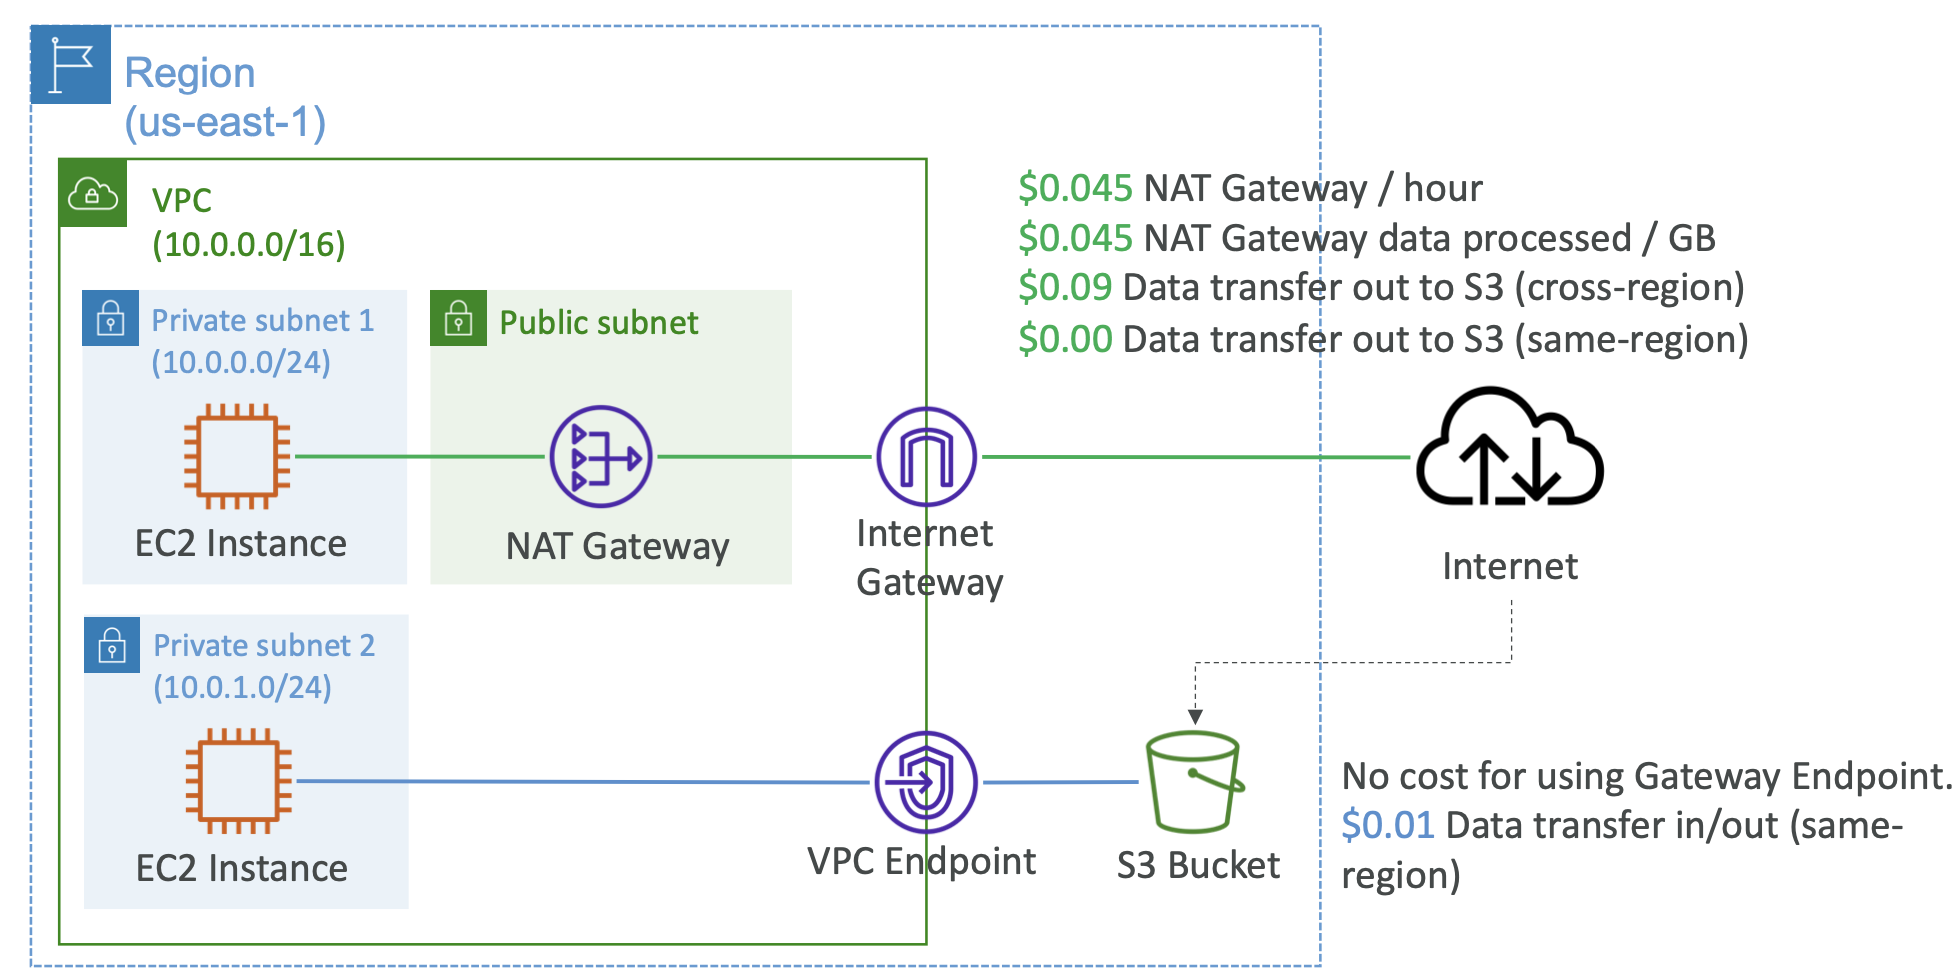 Region
(us-east-1)
VPC
(10.0.0.0/16)
$0.045 NAT Gateway / hour
$0.045 NAT Gateway data processed / GB
$0.09 Data transfer out to S3 (cross-region)
$0.00 Data transfer out to S3 (same-region)
Private subnet 1
(10.0.0.0/24)
Public subnet
EC2 Instance
NAT Gateway
Internet
Gateway
Internet
Private subnet 2
(10.0.1.0/24)
EC2 Instance
VPC Endpoint
S3 Bucket
No cost for using Gateway Endpoint.
$0.01 Data transfer in/out (same-
region)